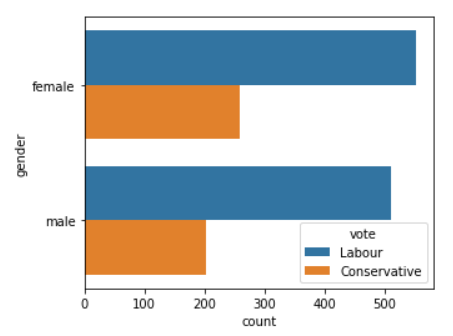 female
male
gender
vote
Labour
Conservative
0 100 200 300 400 500
count